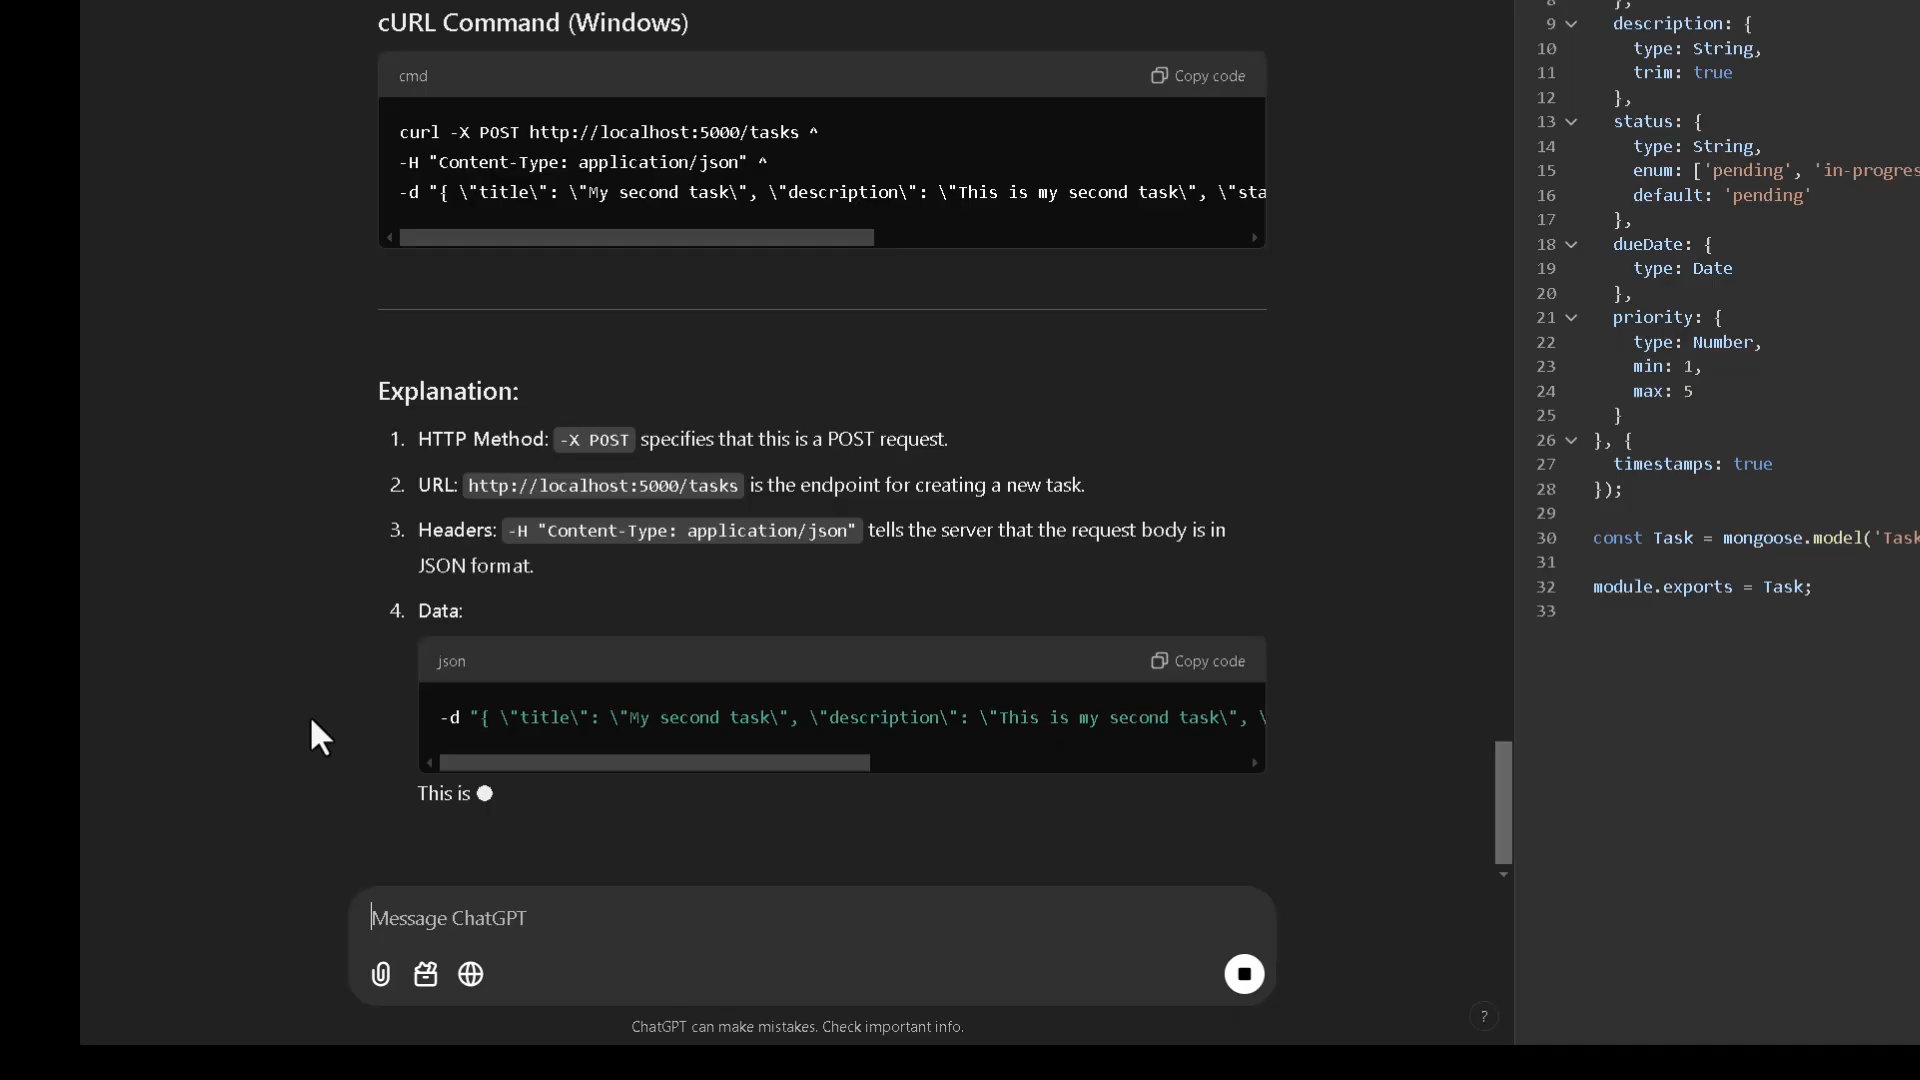 cURL Command (Windows)
cmd
Copy code
curl -X POST http://localhost:5000/tasks ^
-H "Content-Type: application/json" ^
-d "{ \"title\": \"My second task\", \"description\": \"This is my second task\", \"sta
Explanation:
1. HTTP Method: -X POST specifies that this is a POST request.
2. URL: http://localhost:5000/tasks is the endpoint for creating a new task.
3. Headers: -H "Content-Type: application/json" tells the server that the request body is in
JSON format.
4. Data:
json
Copy code
-d "{ \"title\": \"My second task\", \"description\": \"This is my second task\", \
This is
Message ChatGPT
ChatGPT can make mistakes. Check important info.
?
8 },
9 description: {
10 type: String,
11 trim: true
12 },
13 status: {
14 type: String,
15 enum: ['pending', 'in-progres
16 default: 'pending'
17 },
18 dueDate: {
19 type: Date
20 },
21 priority: {
22 type: Number,
23 min: 1,
24 max: 5
25 }
26 }, {
27 timestamps: true
28 });
29
30 const Task = mongoose.model('Task
31
32 module.exports = Task;
33